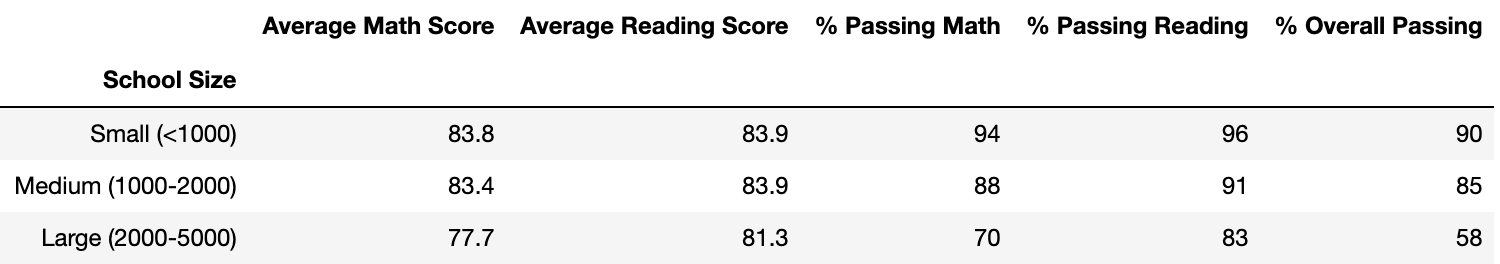 Average Math Score Average Reading Score % Passing Math % Passing Reading % Overall Passing
School Size
Small (<1000) 83.8 83.9 94 96 90
Medium (1000-2000) 83.4 83.9 88 91 85
Large (2000-5000) 77.7 81.3 70 83 58